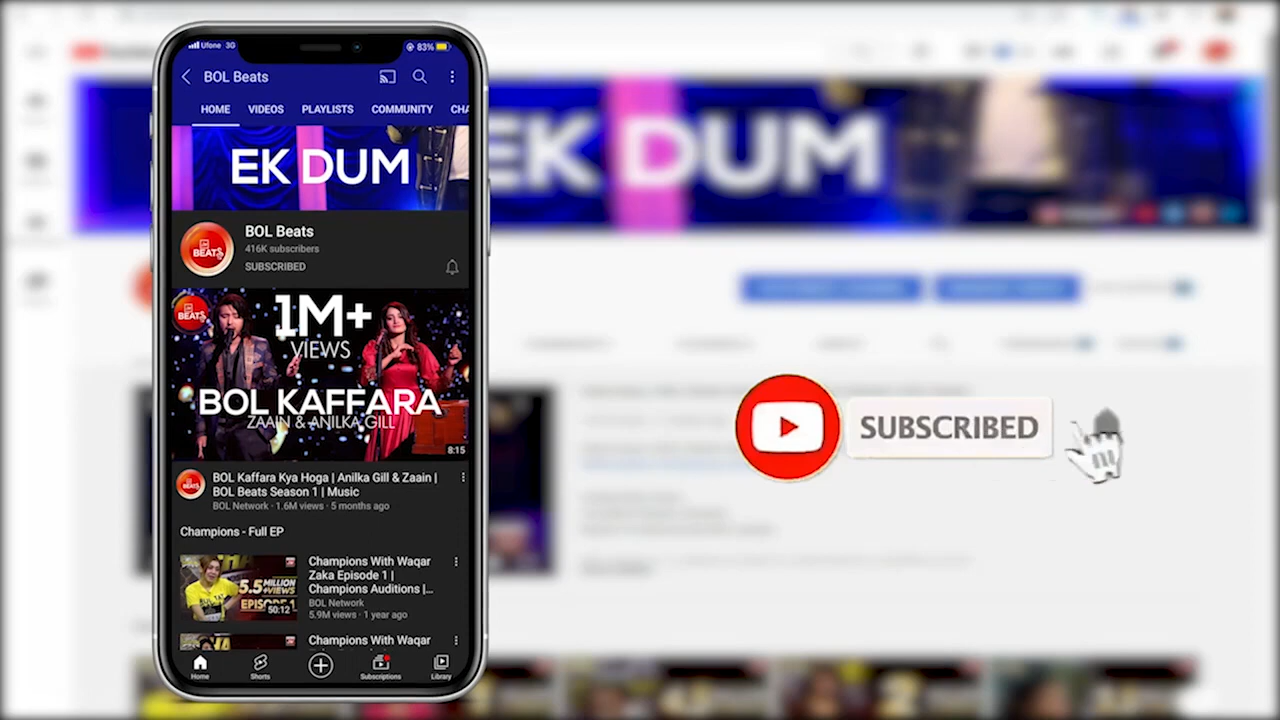 Ufone 3G
83%
BOL Beats
HOME VIDEOS PLAYLISTS COMMUNITY CHA
EK DUM
EK DUM
BEATS
BOL Beats
416K subscribers
SUBSCRIBED
BEATS
1M+
VIEWS
BOL KAFFARA
ZAAIN & ANILKA GILL
8:15
BEATS
BOL Kaffara Kya Hoga | Anilka Gill & Zaain |
BOL Beats Season 1 | Music
BOL Network · 1.6M views · 5 months ago
Champions - Full EP
5.5 MILLION
+VIEWS
EPISODE 1
50:12
Champions With Waqar
Zaka Episode 1 |
Champions Auditions |...
BOL Network
5.9M views · 1 year ago
Champions With Waqar
Home
Shorts
Subscriptions
Library
SUBSCRIBED